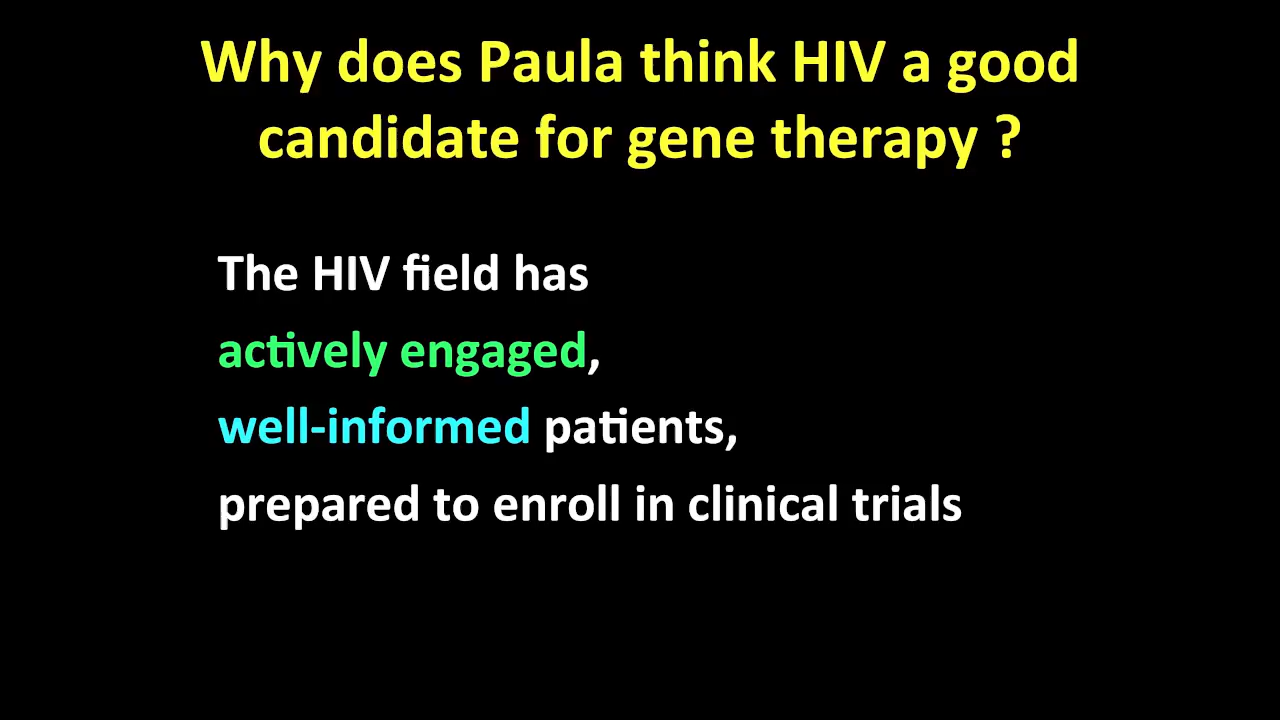 Why does Paula think HIV a good
candidate for gene therapy ?
The HIV field has
actively engaged,
well-informed patients,
prepared to enroll in clinical trials